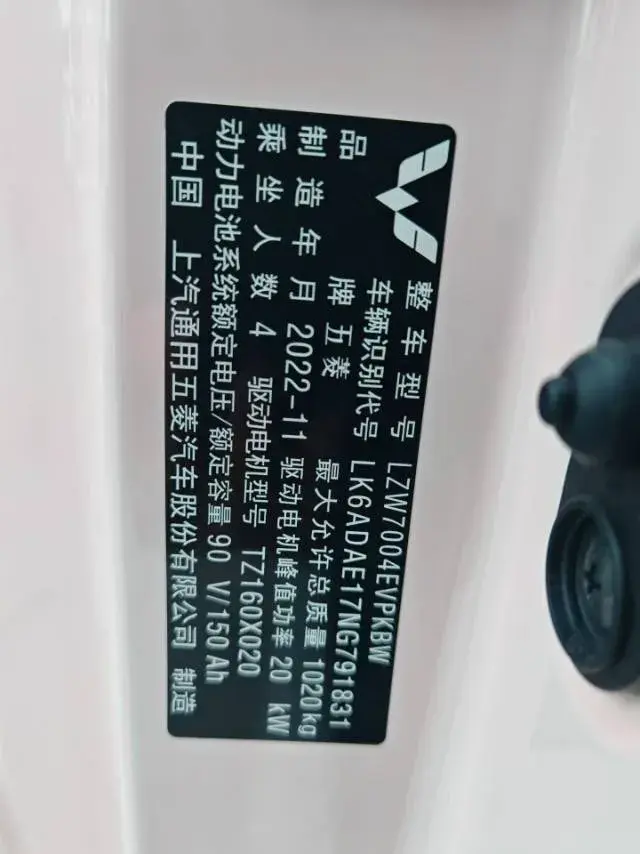 整车型号 LZW7004EVPKBW
车辆识别代号 LK6ADAE17NG791831
品牌 五菱 最大允许总质量 1020kg
制造年月 2022-11 驱动电机峰值功率 20 kW
乘坐人数 4 驱动电机型号 TZ160X020
动力电池系统额定电压/额定容量 90 V/150Ah
中国 上汽通用五菱汽车股份有限公司 制造